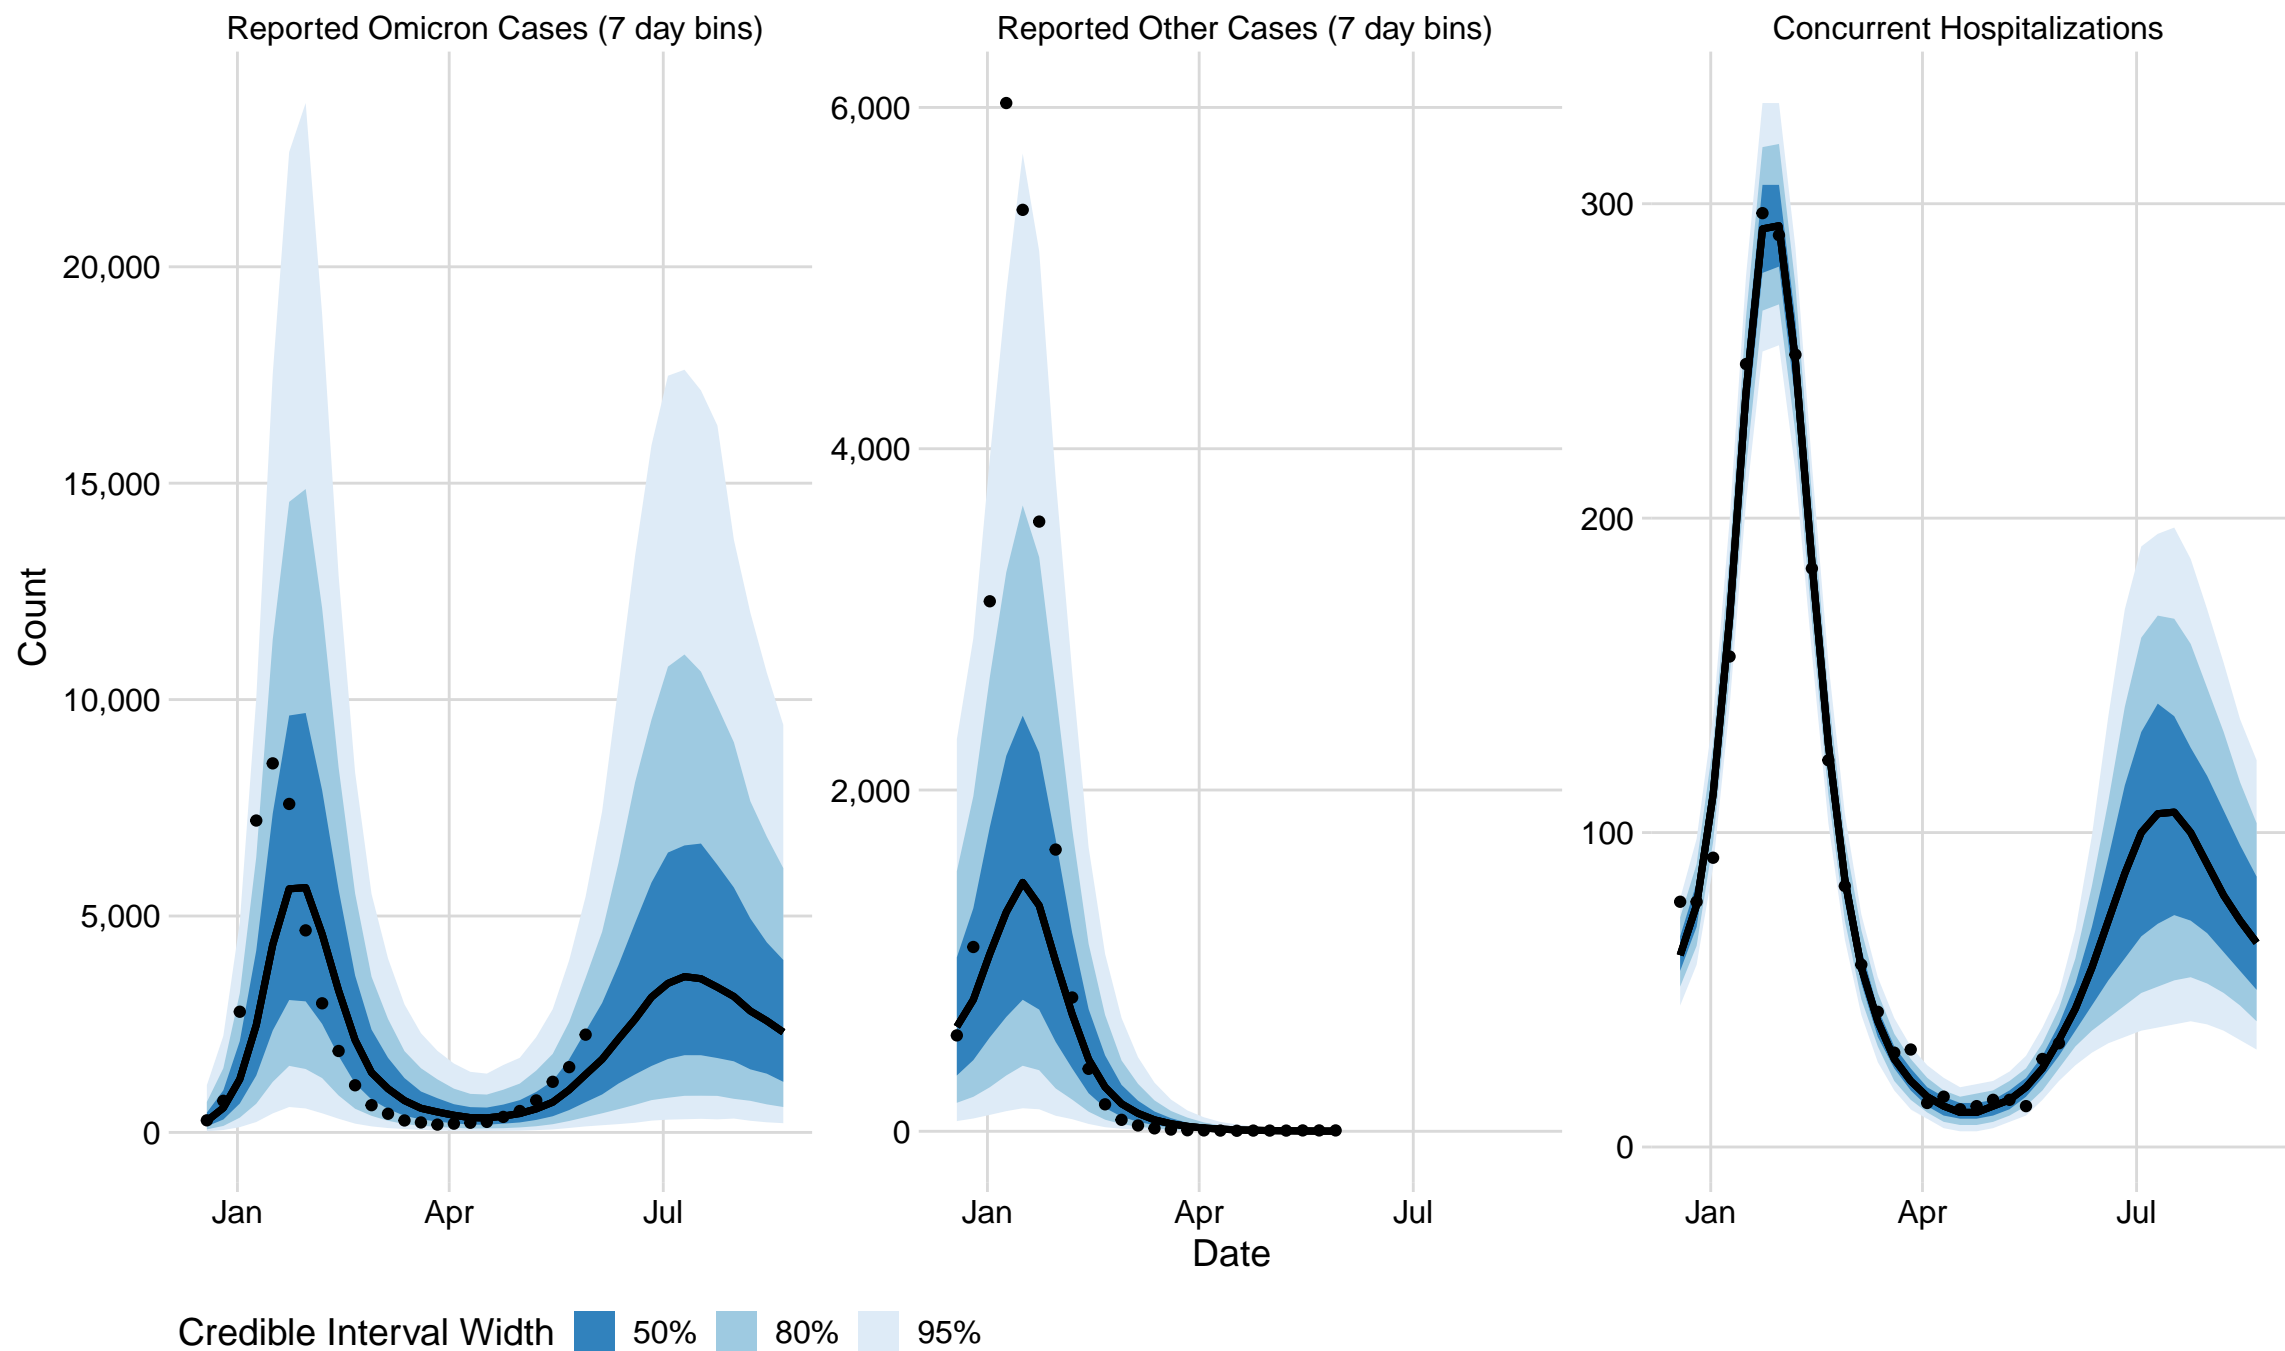 Reported Omicron Cases (7 day bins)
Reported Other Cases (7 day bins)
Concurrent Hospitalizations
Count
20,000
15,000
10,000
5,000
0
Jan
Apr
Jul
6,000
4,000
2,000
0
Jan
Apr
Jul
300
200
100
0
Jan
Apr
Jul
Date
Credible Interval Width 50% 80% 95%